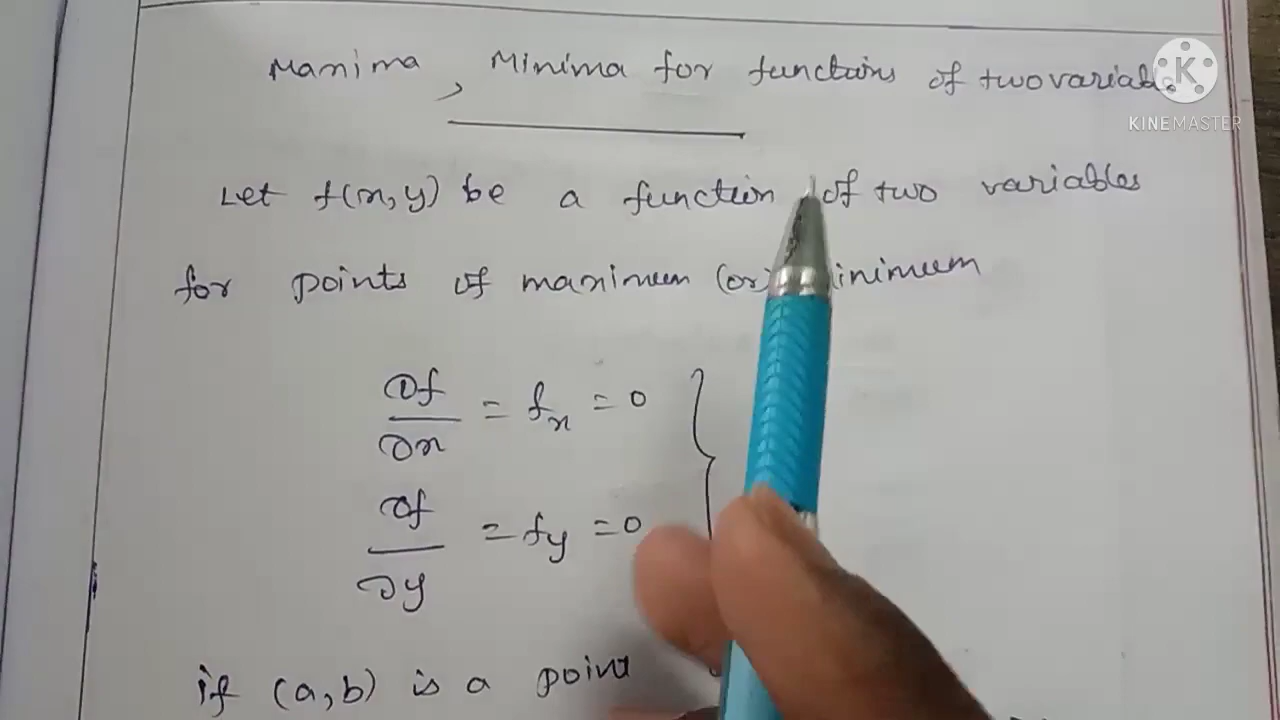 Maxima, Minima for functions of two variable
K
KINEMASTER
Let f(x,y) be a function of two variables
for points of maximum (or) minimum
∂f/∂x = fx = 0
∂f/∂y = fy = 0
if (a,b) is a point